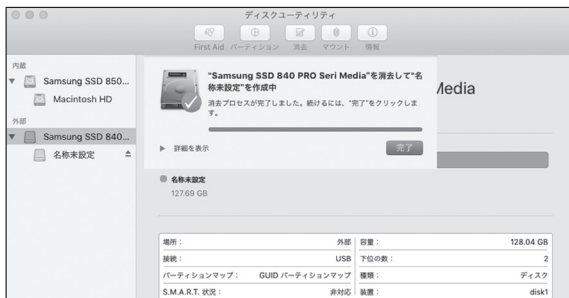 ディスクユーティリティ
First Aid パーティション 消去 マウント 情報
内蔵
Samsung SSD 850...
Macintosh HD
外部
Samsung SSD 840...
名称未設定
"Samsung SSD 840 PRO Seri Media"を消去して"名
称未設定"を作成中
消去プロセスが完了しました。続けるには、"完了"をクリックしま
す。
詳細を表示
完了
Media
名称未設定
127.69 GB
場所： 外部 容量： 128.04 GB
接続： USB 下位の数： 2
パーティションマップ： GUID パーティションマップ 種類： ディスク
S.M.A.R.T. 状況： 非対応 装置： disk1